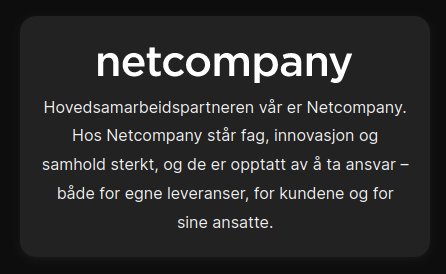 netcompany
Hovedsamarbeidspartneren vår er Netcompany.
Hos Netcompany står fag, innovasjon og
samhold sterkt, og de er opptatt av å ta ansvar –
både for egne leveranser, for kundene og for
sine ansatte.